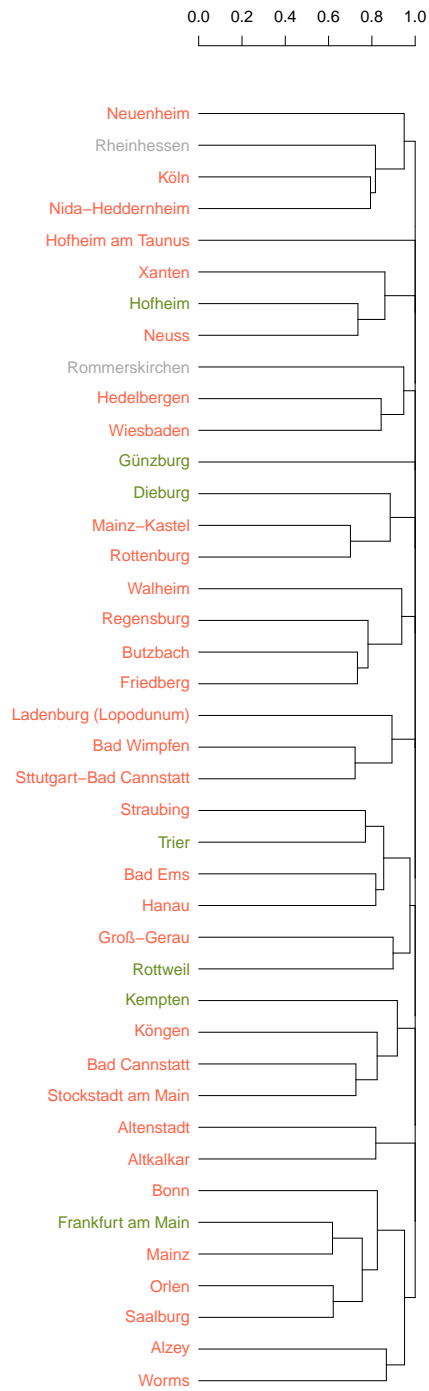 0.0 0.2 0.4 0.6 0.8 1.0
Neuenheim
Rheinhessen
Köln
Nida−Heddernheim
Hofheim am Taunus
Xanten
Hofheim
Neuss
Rommerskirchen
Hedelbergen
Wiesbaden
Günzburg
Dieburg
Mainz−Kastel
Rottenburg
Walheim
Regensburg
Butzbach
Friedberg
Ladenburg (Lopodunum)
Bad Wimpfen
Sttutgart−Bad Cannstatt
Straubing
Trier
Bad Ems
Hanau
Groß−Gerau
Rottweil
Kempten
Köngen
Bad Cannstatt
Stockstadt am Main
Altenstadt
Altkalkar
Bonn
Frankfurt am Main
Mainz
Orlen
Saalburg
Alzey
Worms